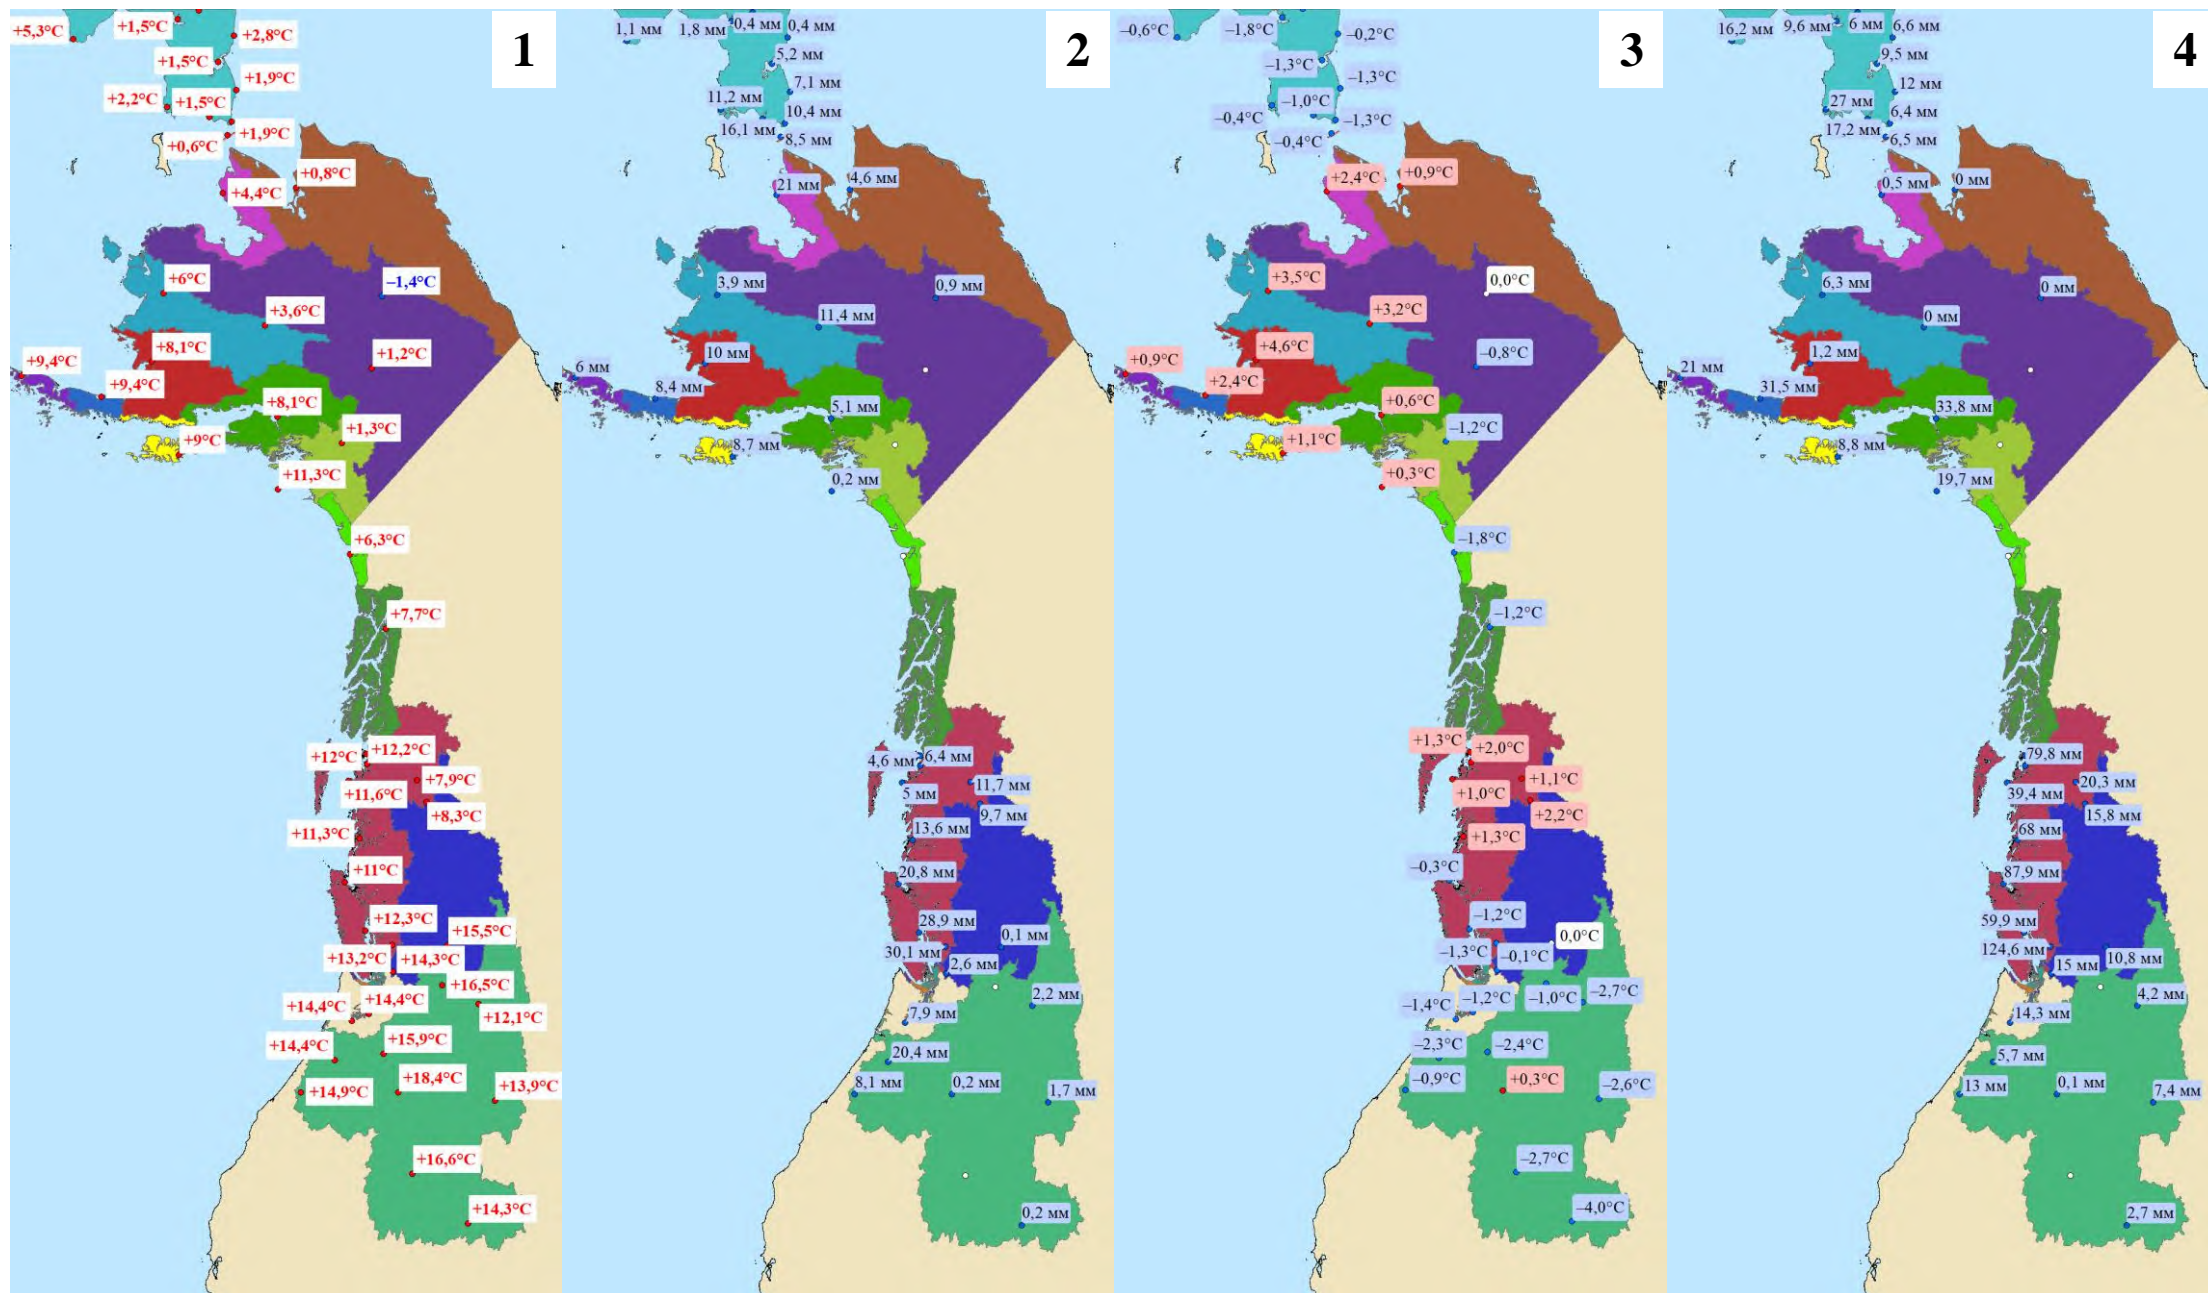 1
+5,3°C
+1,5°C
+2,8°C
+1,5°C
+1,9°C
+2,2°C
+1,5°C
+1,9°C
+0,6°C
+0,8°C
+4,4°C
+6°C
–1,4°C
+3,6°C
+8,1°C
+1,2°C
+9,4°C
+9,4°C
+8,1°C
+1,3°C
+9°C
+11,3°C
+6,3°C
+7,7°C
+12°C
+12,2°C
+7,9°C
+11,6°C
+8,3°C
+11,3°C
+11°C
+12,3°C
+15,5°C
+13,2°C
+14,3°C
+16,5°C
+14,4°C
+14,4°C
+12,1°C
+14,4°C
+15,9°C
+14,9°C
+18,4°C
+13,9°C
+16,6°C
+14,3°C
2
1,1 мм
1,8 мм
0,4 мм
0,4 мм
5,2 мм
7,1 мм
11,2 мм
10,4 мм
16,1 мм
8,5 мм
21 мм
4,6 мм
3,9 мм
0,9 мм
11,4 мм
10 мм
6 мм
8,4 мм
5,1 мм
8,7 мм
0,2 мм
4,6 мм
6,4 мм
5 мм
11,7 мм
9,7 мм
13,6 мм
20,8 мм
28,9 мм
0,1 мм
30,1 мм
2,6 мм
2,2 мм
7,9 мм
20,4 мм
8,1 мм
0,2 мм
1,7 мм
0,2 мм
3
–0,6°C
–1,8°C
–0,2°C
–1,3°C
–1,3°C
–1,0°C
–0,4°C
–1,3°C
–0,4°C
+2,4°C
+0,9°C
+3,5°C
0,0°C
+3,2°C
+4,6°C
–0,8°C
+0,9°C
+2,4°C
+0,6°C
–1,2°C
+1,1°C
+0,3°C
–1,8°C
–1,2°C
+1,3°C
+2,0°C
+1,1°C
+1,0°C
+2,2°C
+1,3°C
–0,3°C
–1,2°C
0,0°C
–1,3°C
–0,1°C
–1,4°C
–1,2°C
–1,0°C
–2,7°C
–2,3°C
–2,4°C
–0,9°C
+0,3°C
–2,6°C
–2,7°C
–4,0°C
4
16,2 мм
9,6 мм
6 мм
6,6 мм
9,5 мм
12 мм
27 мм
6,4 мм
17,2 мм
6,5 мм
0,5 мм
0 мм
6,3 мм
0 мм
0 мм
1,2 мм
21 мм
31,5 мм
33,8 мм
8,8 мм
19,7 мм
79,8 мм
39,4 мм
20,3 мм
15,8 мм
68 мм
87,9 мм
59,9 мм
124,6 мм
15 мм
10,8 мм
4,2 мм
14,3 мм
5,7 мм
13 мм
0,1 мм
7,4 мм
2,7 мм